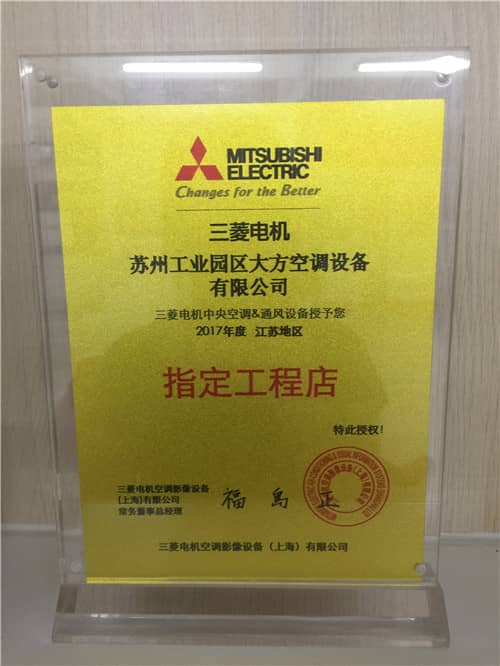 MITSUBISHI
ELECTRIC
Changes for the Better
三菱电机
苏州工业园区大方空调设备
有限公司
三菱电机中央空调&通风设备授予您
2017年度 江苏地区
指定工程店
特此授权!
三菱电机空调影像设备
(上海)有限公司
常务董事总经理
福島 正
三菱电机空调影像设备（上海）有限公司